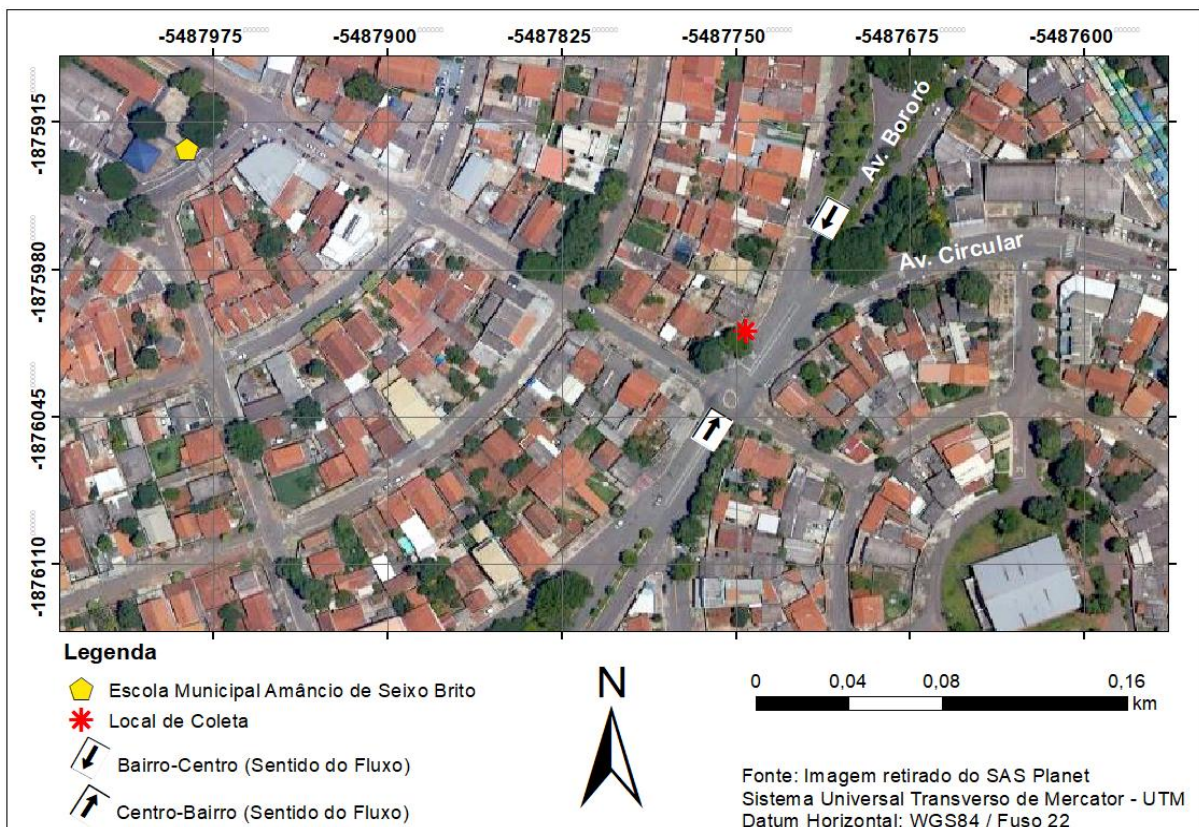 -5487975 -5487900 -5487825 -5487750 -5487675 -5487600
-1875915
-1875980
-1876045
-1876110
Av. Bororó
Av. Circular
Legenda
Escola Municipal Amâncio de Seixo Brito
Local de Coleta
Bairro-Centro (Sentido do Fluxo)
Centro-Bairro (Sentido do Fluxo)
N
0 0,04 0,08 0,16
km
Fonte: Imagem retirado do SAS Planet
Sistema Universal Transverso de Mercator - UTM
Datum Horizontal: WGS84 / Fuso 22